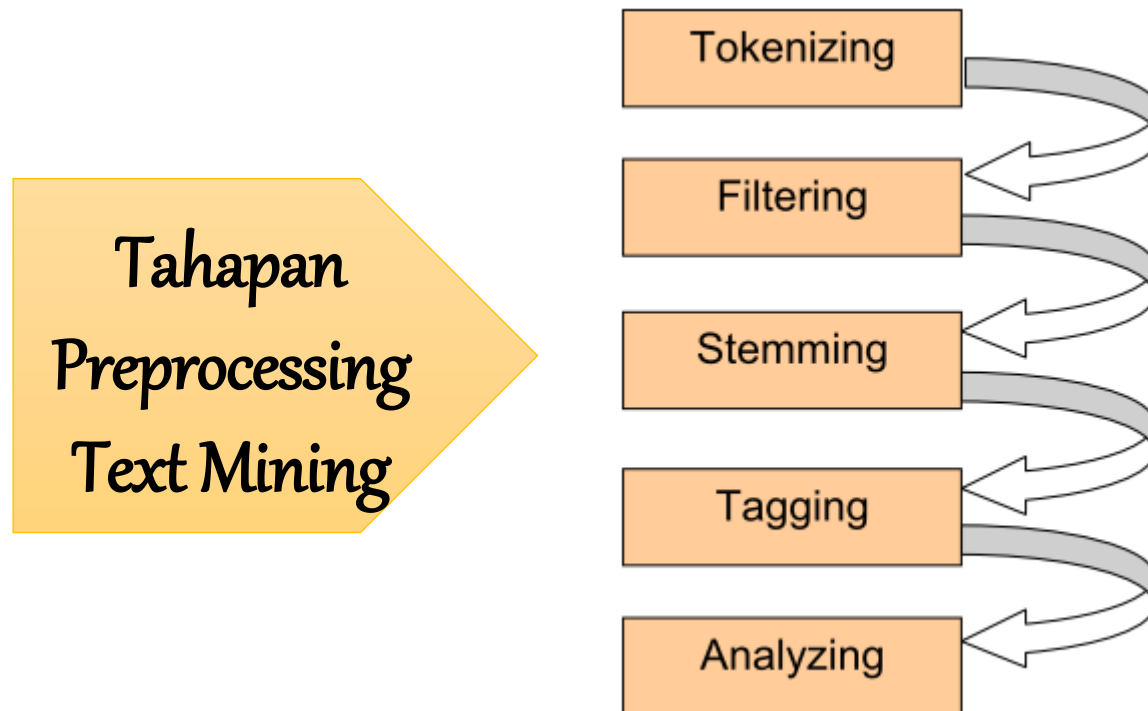 Tahapan
Preprocessing
Text Mining
Tokenizing
Filtering
Stemming
Tagging
Analyzing